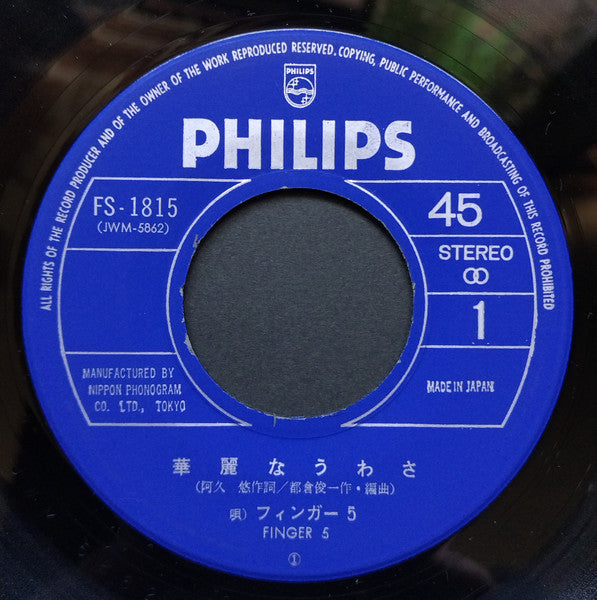 ALL RIGHTS OF THE RECORD PRODUCER AND OF THE OWNER OF THE WORK REPRODUCED RESERVED. COPYING, PUBLIC PERFORMANCE AND BROADCASTING OF THIS RECORD PROHIBITED
PHILIPS
PHILIPS
FS-1815
(JWM-5862)
45
STEREO
1
MANUFACTURED BY
NIPPON PHONOGRAM
CO. LTD., TOKYO
MADE IN JAPAN
華麗なうわさ
(阿久 悠作詞/都倉俊一作・編曲)
唄) フィンガー5
FINGER 5
①